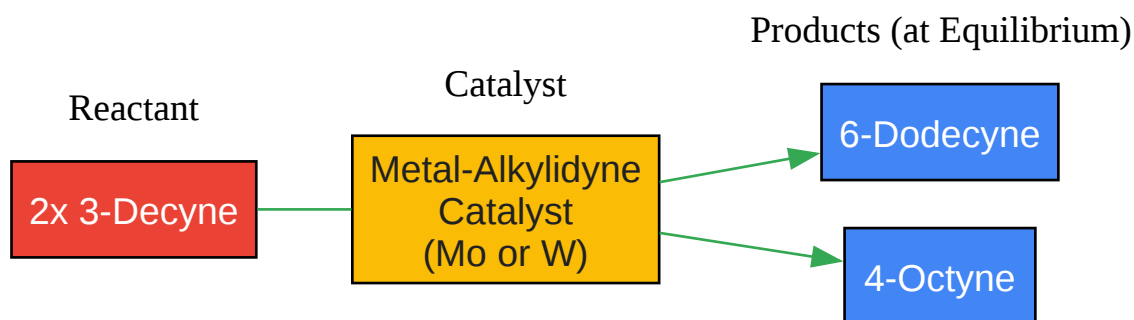 Reactant
2x 3-Decyne
Catalyst
Metal-Alkylidyne
Catalyst
(Mo or W)
Products (at Equilibrium)
6-Dodecyne
4-Octyne